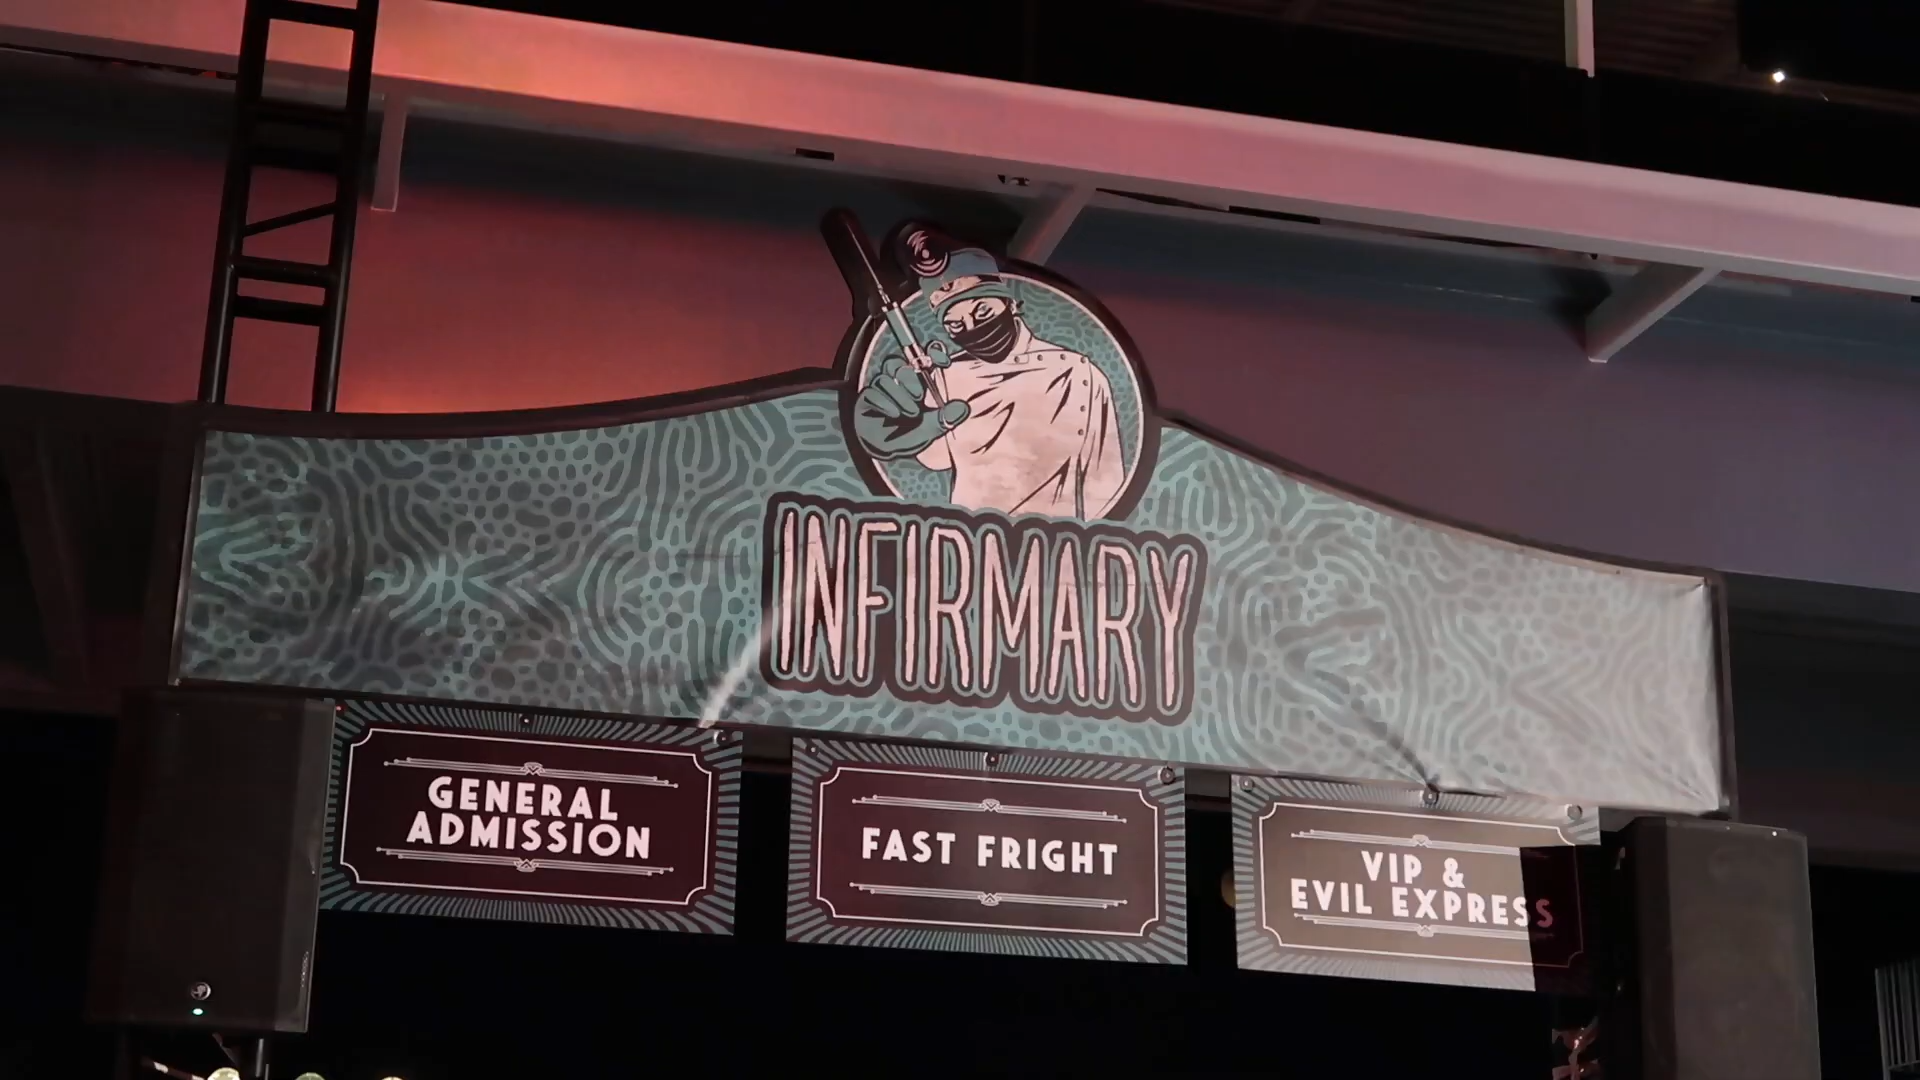 INFIRMARY
GENERAL
ADMISSION
FAST FRIGHT
VIP &
EVIL EXPRESS